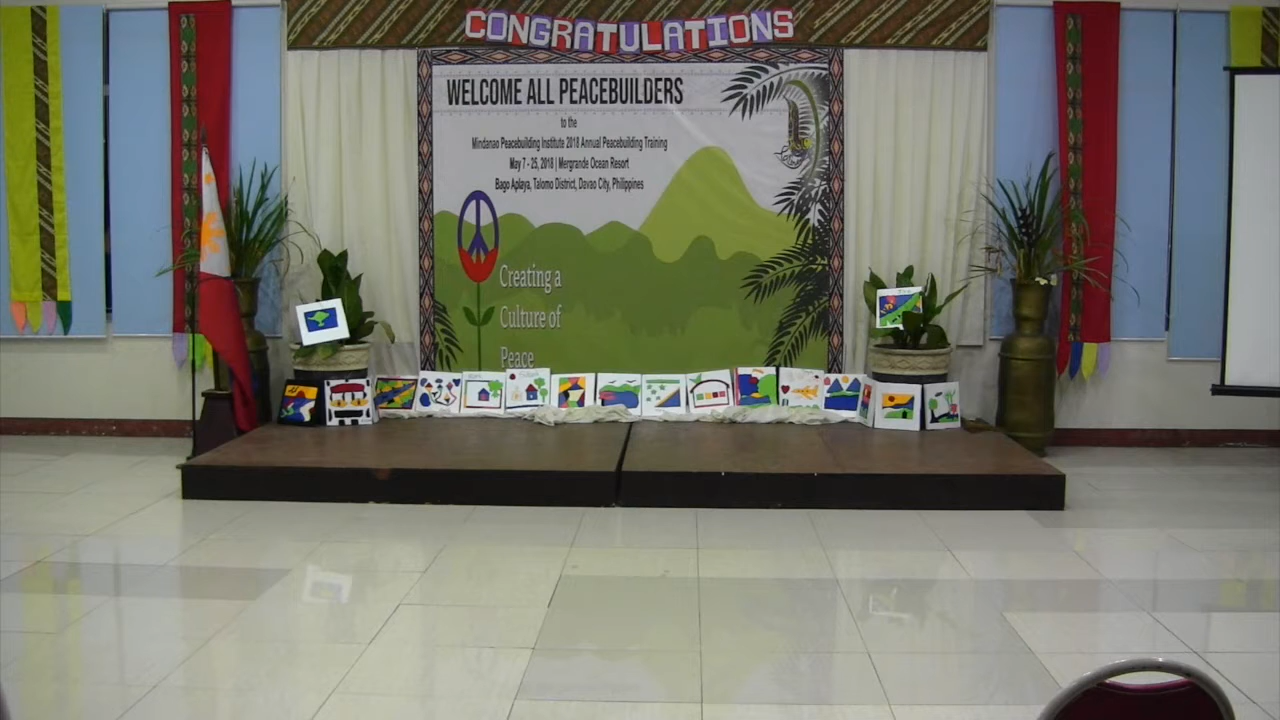 CONGRATULATIONS
WELCOME ALL PEACEBUILDERS
to the
Mindanao Peacebuilding Institute 2018 Annual Peacebuilding Training
May 7 - 25, 2018 | Mergrande Ocean Resort
Bago Aplaya, Talomo District, Davao City, Philippines
Creating a
Culture of
Peace